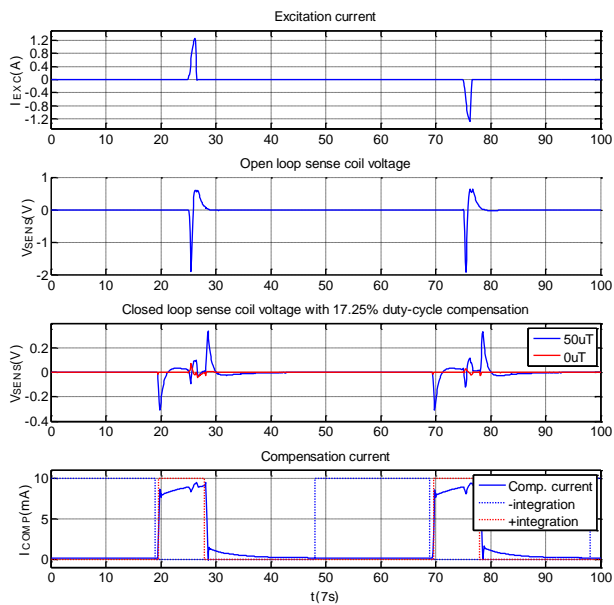 Excitation current
1.2
0.8
0.4
0
-0.4
-0.8
-1.2
I EXC(A)
0 10 20 30 40 50 60 70 80 90 100
Open loop sense coil voltage
1
0
-1
-2
VSENS(V)
0 10 20 30 40 50 60 70 80 90 100
Closed loop sense coil voltage with 17.25% duty-cycle compensation
0.2
0
-0.2
-0.4
VSENS(V)
50uT
0uT
0 10 20 30 40 50 60 70 80 90 100
Compensation current
10
5
0
ICOMP(mA)
Comp. current
-integration
+integration
0 10 20 30 40 50 60 70 80 90 100
t(7s)